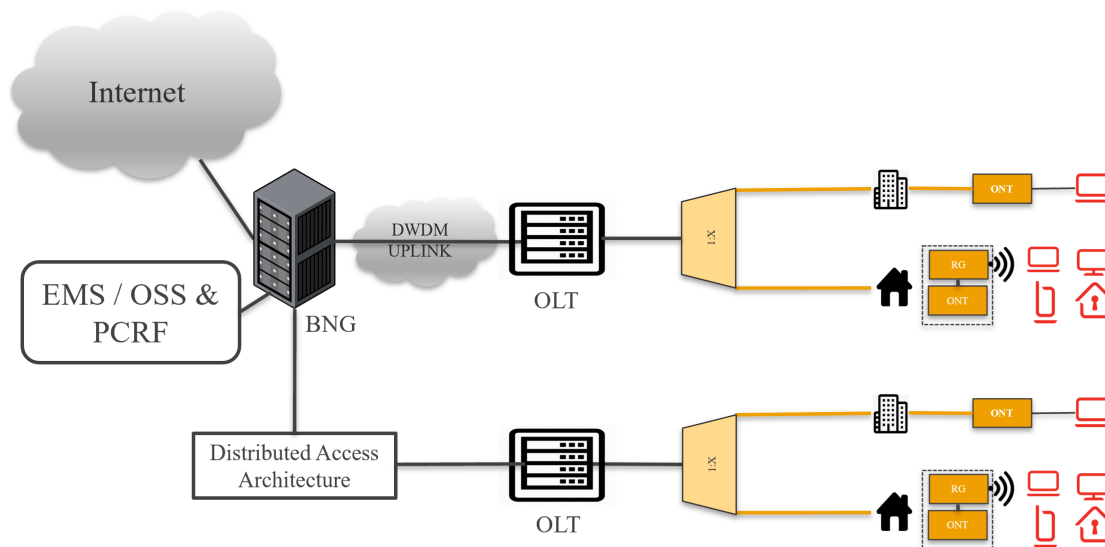 Internet
DWDM
UPLINK
EMS / OSS &
PCRF
BNG
OLT
1:X
ONT
RG
ONT
Distributed Access
Architecture
OLT
1:X
ONT
RG
ONT